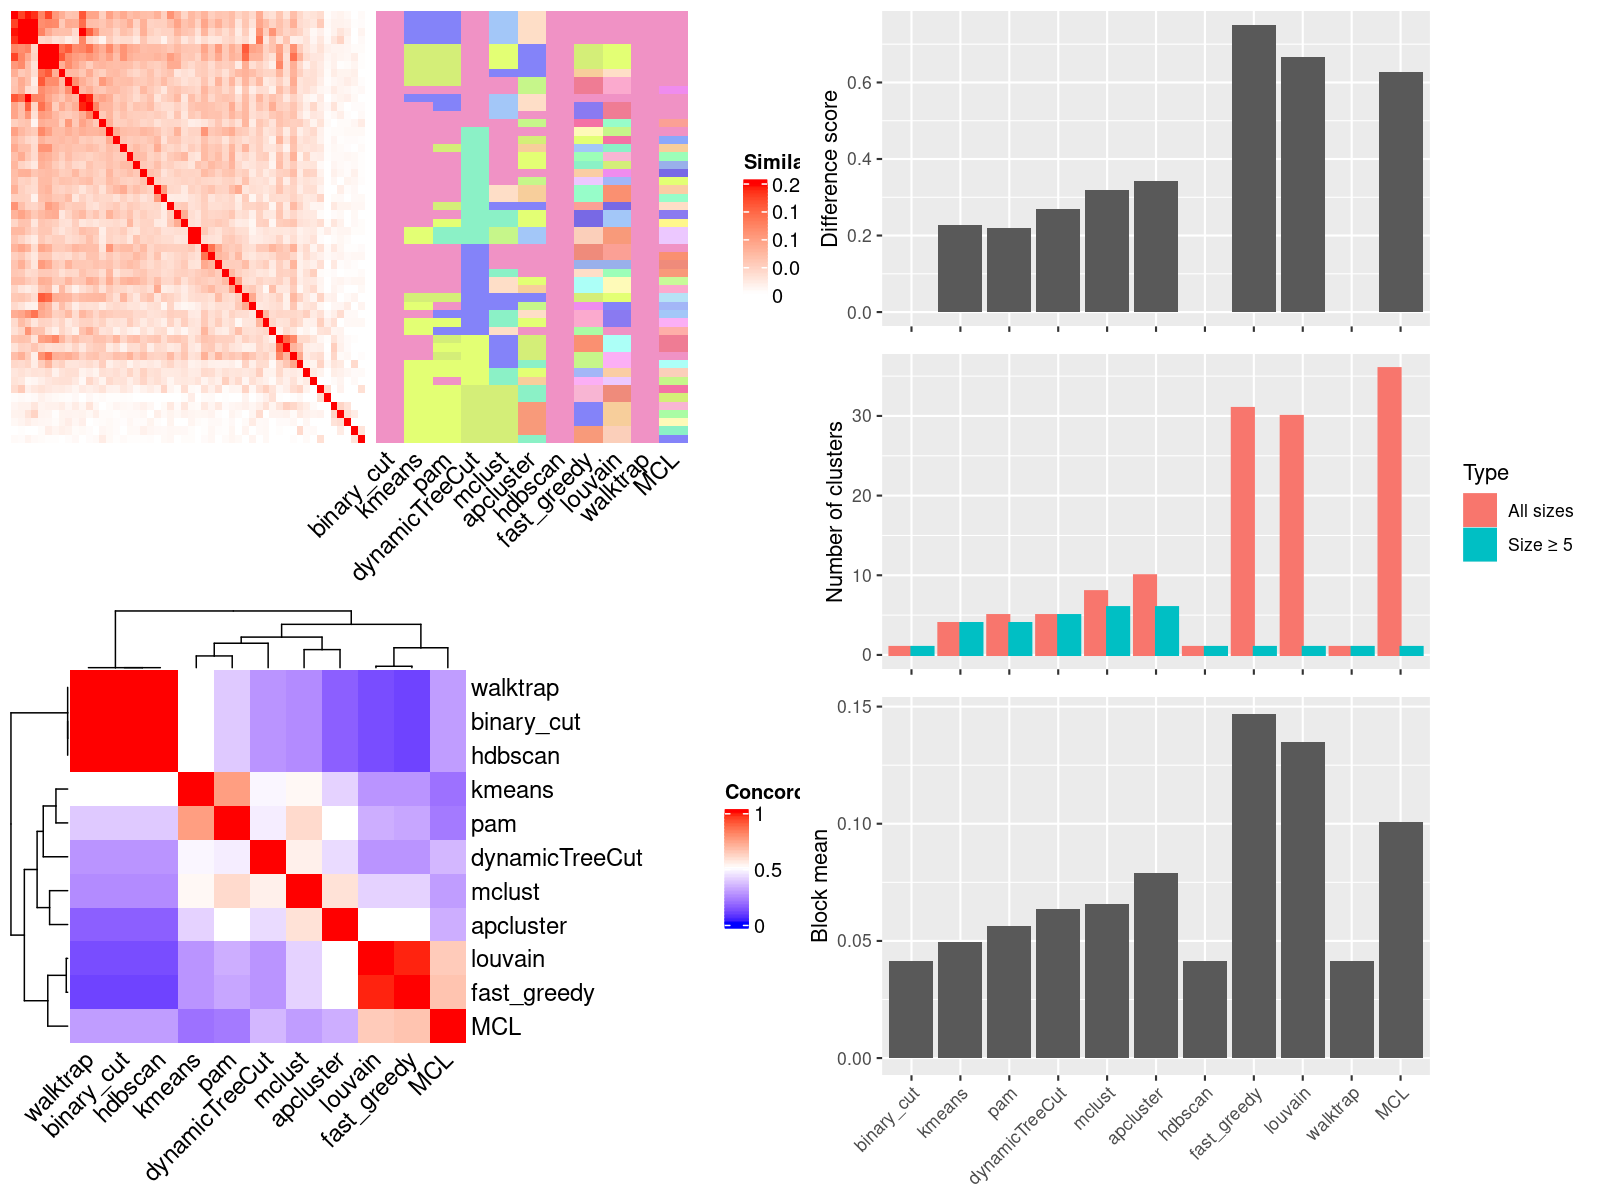 Simila
0.2
0.1
0.0
0
binary_cut
kmeans
pam
dynamicTreeCut
mclust
apcluster
hdbscan
fast_greedy
louvain
walktrap
MCL
walktrap
binary_cut
hdbscan
kmeans
pam
dynamicTreeCut
mclust
apcluster
louvain
fast_greedy
MCL
walktrap
binary_cut
hdbscan
kmeans
pam
dynamicTreeCut
mclust
apcluster
louvain
fast_greedy
MCL
Concord
1
0.5
0
Difference score
0.6
0.4
0.2
0.0
Number of clusters
30
20
10
0
Type
All sizes
Size ≥ 5
Block mean
0.15
0.10
0.05
0.00
binary_cut
kmeans
pam
dynamicTreeCut
mclust
apcluster
hdbscan
fast_greedy
louvain
walktrap
MCL